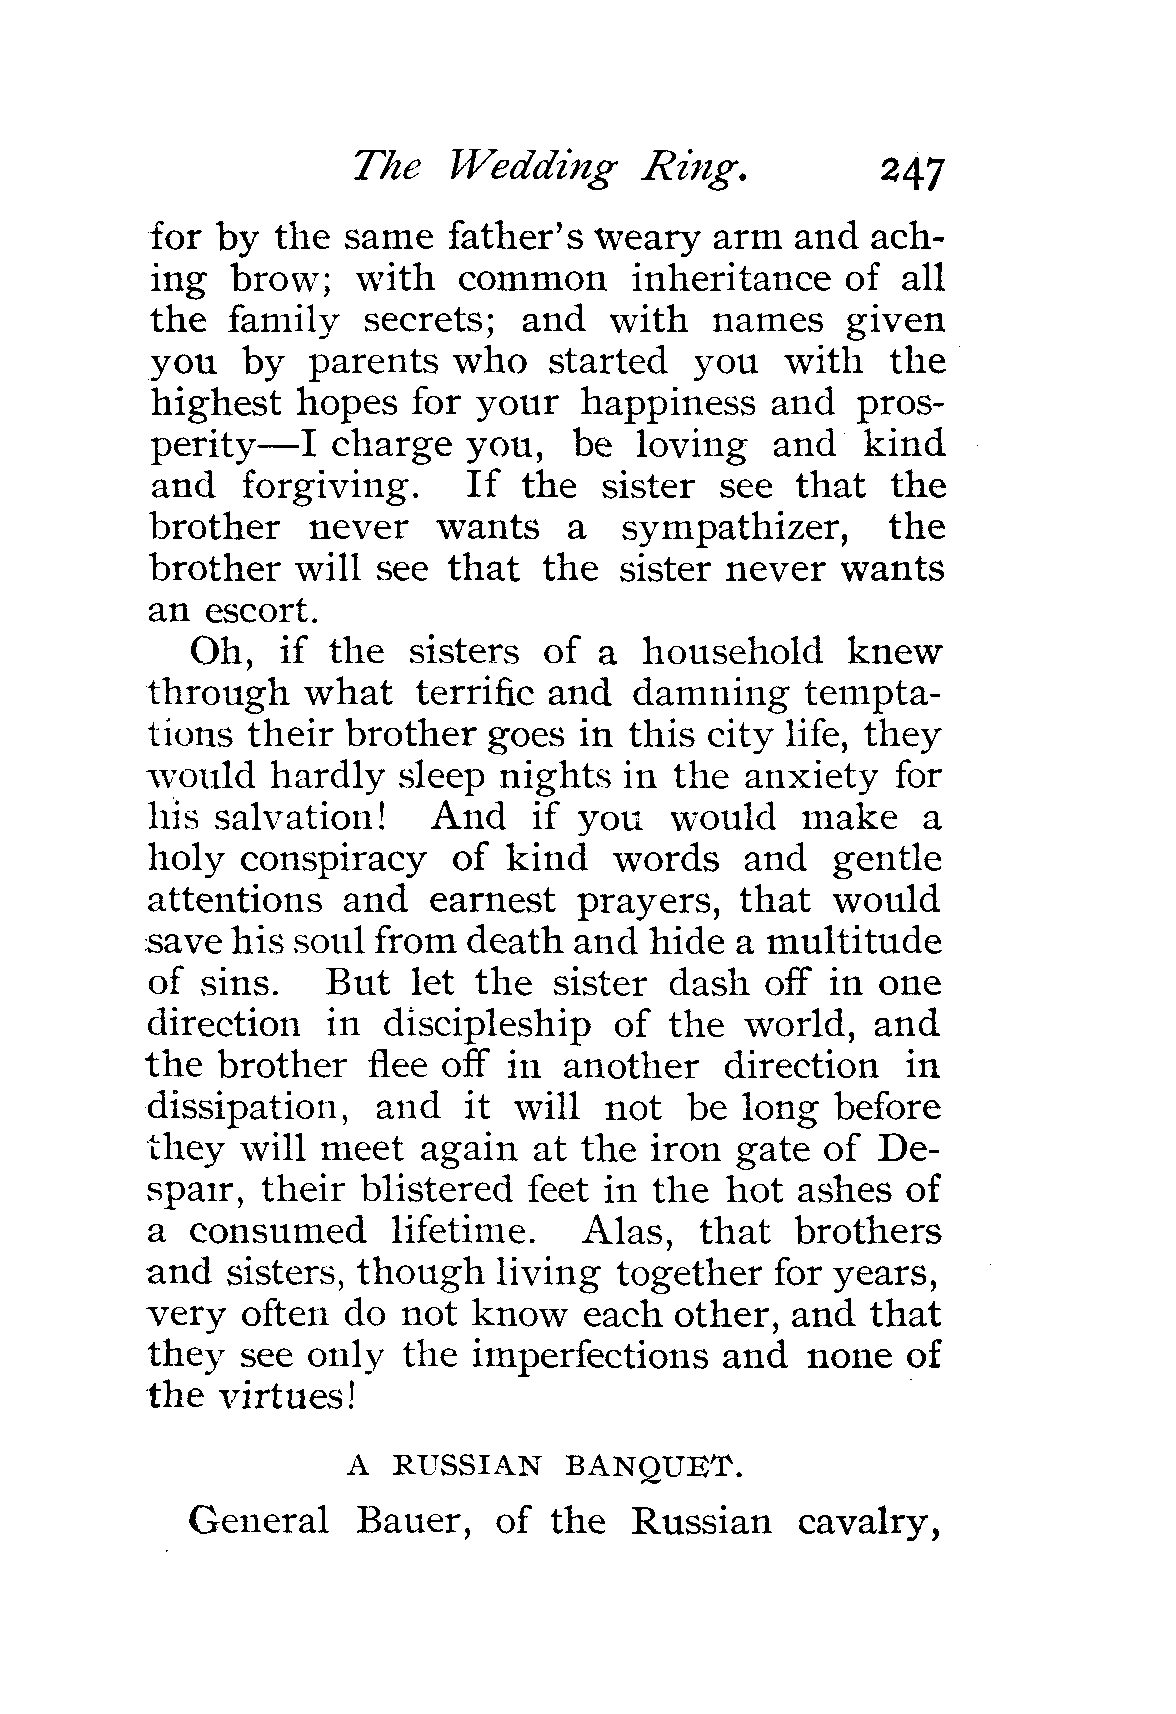 The Wedding Ring. 247
for by the same father's weary arm and ach-
ing brow; with common inheritance of all
the family secrets; and with names given
you by parents who started you with the
highest hopes for your happiness and pros-
perity—I charge you, be loving and kind
and forgiving. If the sister see that the
brother never wants a sympathizer, the
brother will see that the sister never wants
an escort.
Oh, if the sisters of a household knew
through what terrific and damning tempta-
tions their brother goes in this city life, they
would hardly sleep nights in the anxiety for
his salvation! And if you would make a
holy conspiracy of kind words and gentle
attentions and earnest prayers, that would
save his soul from death and hide a multitude
of sins. But let the sister dash off in one
direction in discipleship of the world, and
the brother flee off in another direction in
dissipation, and it will not be long before
they will meet again at the iron gate of De-
spair, their blistered feet in the hot ashes of
a consumed lifetime. Alas, that brothers
and sisters, though living together for years,
very often do not know each other, and that
they see only the imperfections and none of
the virtues!
A RUSSIAN BANQUET.
General Bauer, of the Russian cavalry,